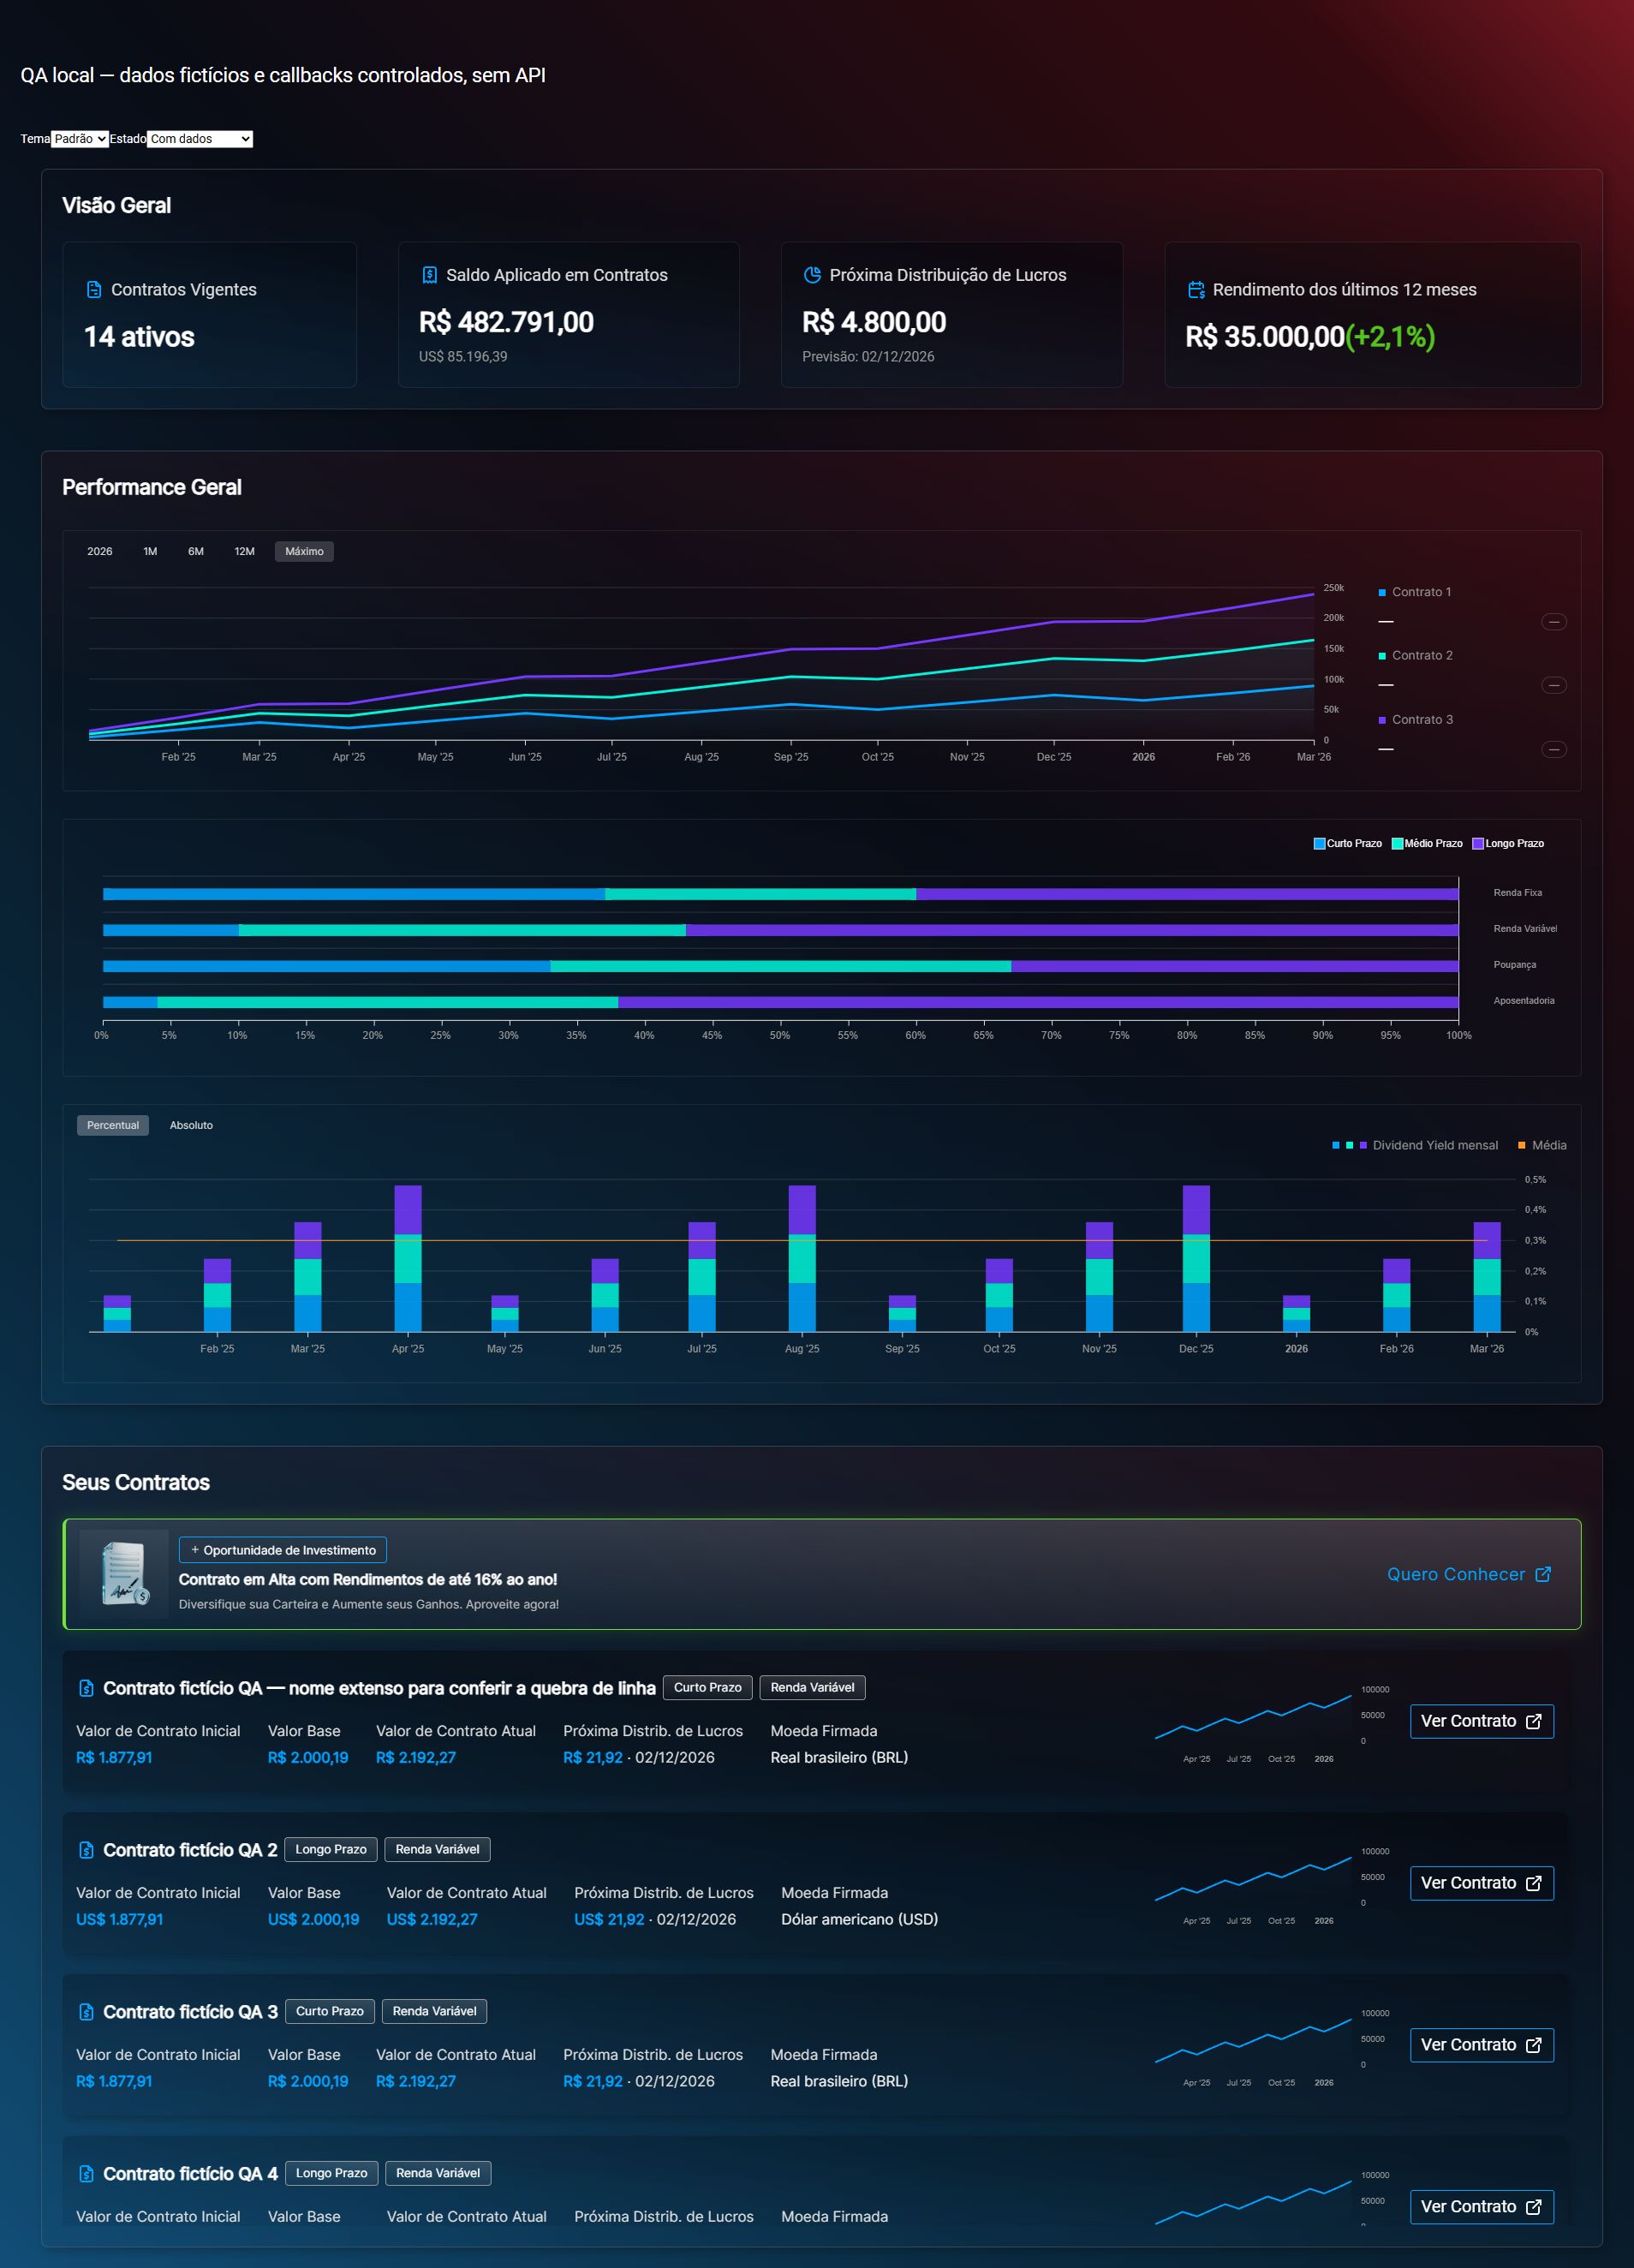 QA local — dados fictícios e callbacks controlados, sem API
Tema Padrão Estado Com dados
Visão Geral
Contratos Vigentes
14 ativos
Saldo Aplicado em Contratos
R$ 482.791,00
US$ 85.196,39
Próxima Distribuição de Lucros
R$ 4.800,00
Previsão: 02/12/2026
Rendimento dos últimos 12 meses
R$ 35.000,00(+2,1%)
Performance Geral
2026 1M 6M 12M Máximo
250k
200k
150k
100k
50k
0
Feb '25 Mar '25 Apr '25 May '25 Jun '25 Jul '25 Aug '25 Sep '25 Oct '25 Nov '25 Dec '25 2026 Feb '26 Mar '26
Contrato 1
— —
Contrato 2
— —
Contrato 3
— —
Curto Prazo Médio Prazo Longo Prazo
Renda Fixa
Renda Variável
Poupança
Aposentadoria
0% 5% 10% 15% 20% 25% 30% 35% 40% 45% 50% 55% 60% 65% 70% 75% 80% 85% 90% 95% 100%
Percentual Absoluto
Dividend Yield mensal Média
0,5%
0,4%
0,3%
0,2%
0,1%
0%
Feb '25 Mar '25 Apr '25 May '25 Jun '25 Jul '25 Aug '25 Sep '25 Oct '25 Nov '25 Dec '25 2026 Feb '26 Mar '26
Seus Contratos
+ Oportunidade de Investimento
Contrato em Alta com Rendimentos de até 16% ao ano!
Diversifique sua Carteira e Aumente seus Ganhos. Aproveite agora!
Quero Conhecer
Contrato fictício QA — nome extenso para conferir a quebra de linha Curto Prazo Renda Variável
Valor de Contrato Inicial Valor Base Valor de Contrato Atual Próxima Distrib. de Lucros Moeda Firmada
R$ 1.877,91 R$ 2.000,19 R$ 2.192,27 R$ 21,92 · 02/12/2026 Real brasileiro (BRL)
100000
50000
0
Apr '25 Jul '25 Oct '25 2026
Ver Contrato
Contrato fictício QA 2 Longo Prazo Renda Variável
Valor de Contrato Inicial Valor Base Valor de Contrato Atual Próxima Distrib. de Lucros Moeda Firmada
US$ 1.877,91 US$ 2.000,19 US$ 2.192,27 US$ 21,92 · 02/12/2026 Dólar americano (USD)
100000
50000
0
Apr '25 Jul '25 Oct '25 2026
Ver Contrato
Contrato fictício QA 3 Curto Prazo Renda Variável
Valor de Contrato Inicial Valor Base Valor de Contrato Atual Próxima Distrib. de Lucros Moeda Firmada
R$ 1.877,91 R$ 2.000,19 R$ 2.192,27 R$ 21,92 · 02/12/2026 Real brasileiro (BRL)
100000
50000
0
Apr '25 Jul '25 Oct '25 2026
Ver Contrato
Contrato fictício QA 4 Longo Prazo Renda Variável
Valor de Contrato Inicial Valor Base Valor de Contrato Atual Próxima Distrib. de Lucros Moeda Firmada
100000
50000
Ver Contrato